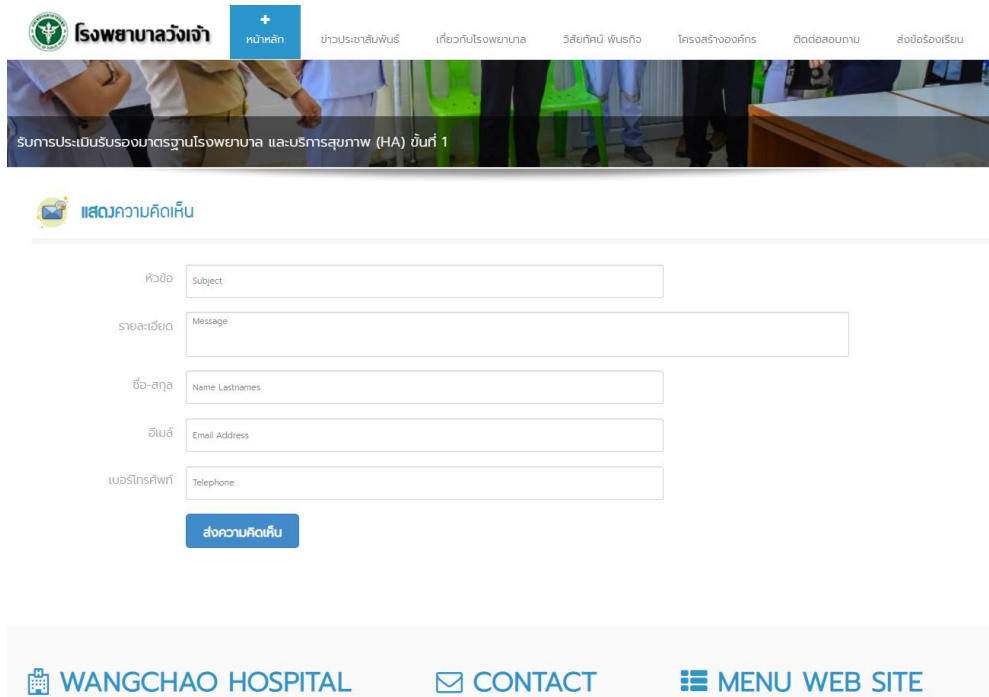 โรงพยาบาลวังเจ้า
หน้าหลัก
ข่าวประชาสัมพันธ์
เกี่ยวกับโรงพยาบาล
วิสัยทัศน์ พันธกิจ
โครงสร้างองค์กร
ติดต่อสอบถาม
ส่งข้อร้องเรียน
รับการประเมินรับรองมาตรฐานโรงพยาบาล และบริการสุขภาพ (HA) ขั้นที่ 1
แสดงความคิดเห็น
หัวข้อ
Subject
รายละเอียด
Message
ชื่อ-สกุล
Name Lastnames
อีเมล์
Email Address
เบอร์โทรศัพท์
Telephone
ส่งความคิดเห็น
WANGCHAO HOSPITAL
CONTACT
MENU WEB SITE